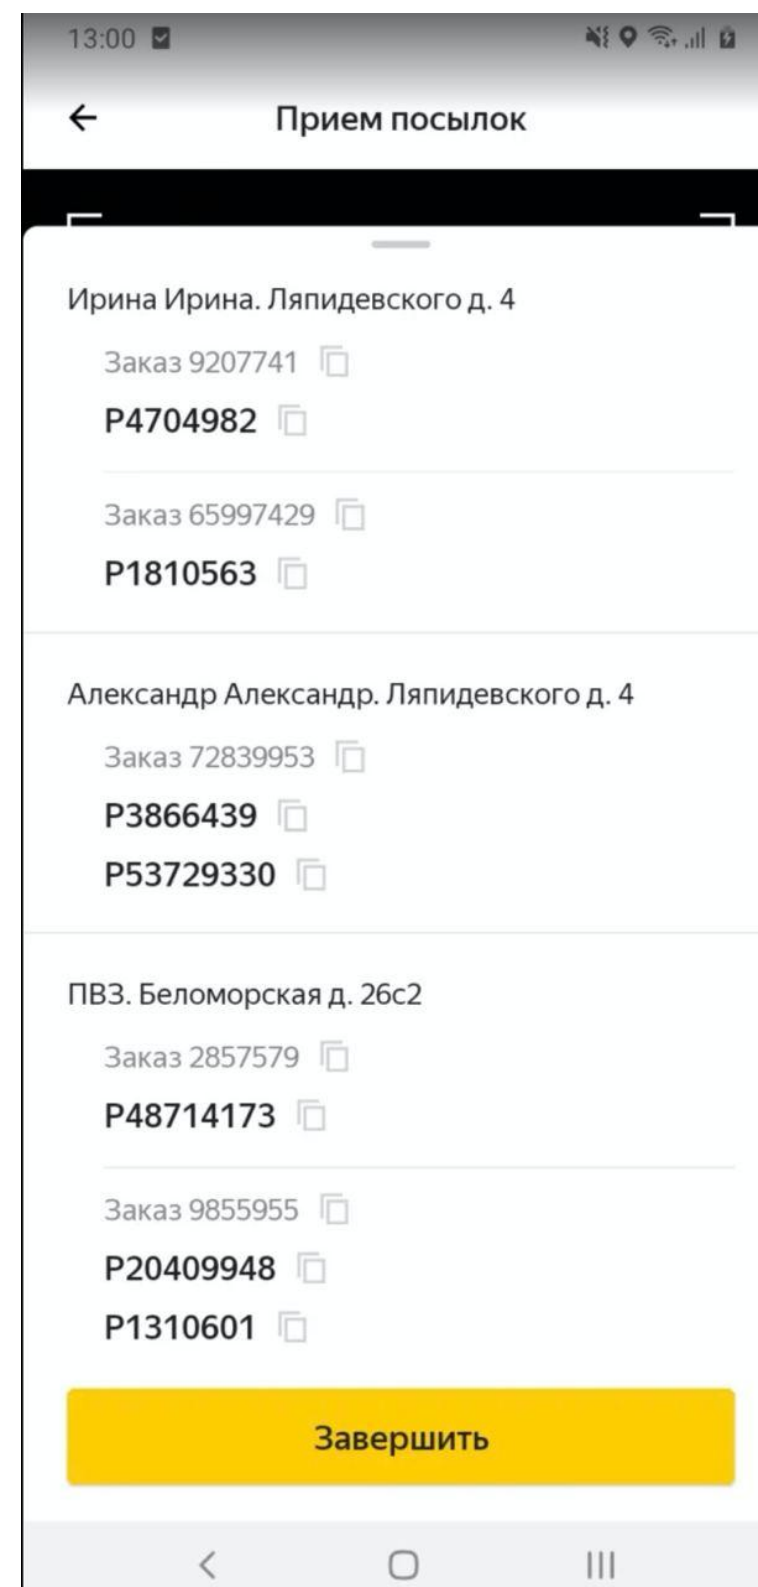 13:00
Прием посылок
Ирина Ирина. Ляпидевского д. 4
Заказ 9207741
P4704982
Заказ 65997429
P1810563
Александр Александр. Ляпидевского д. 4
Заказ 72839953
P3866439
P53729330
ПВЗ. Беломорская д. 26с2
Заказ 2857579
P48714173
Заказ 9855955
P20409948
P1310601
Завершить